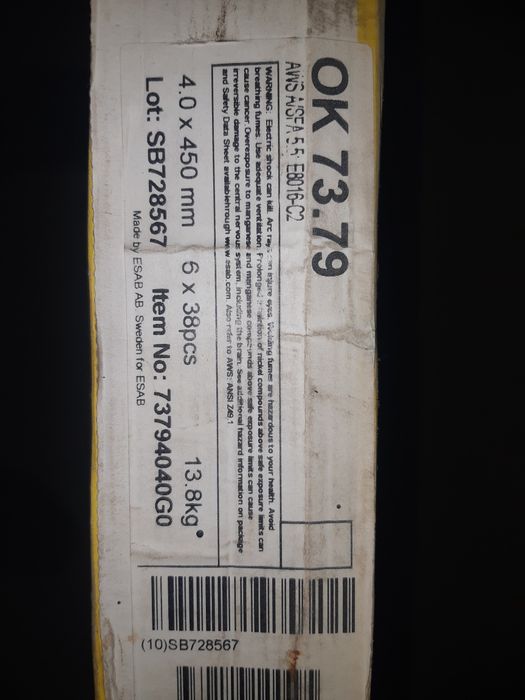 OK 73.79
AWS A/SFA 5.5: E8016-C2
WARNING: Electric shock can kill. Arc rays can injure eyes. Welding fumes are hazardous to your health. Avoid
breathing fumes. Use adequate ventilation. Prolonged inhalation of nickel compounds above safe exposure limits can
cause cancer. Overexposure to manganese and manganese compounds above safe exposure limits can cause
irreversible damage to the central nervous system, including the brain. See additional hazard information on package
and Safety Data Sheet availablehrough www.esab.com. Also refer to AWS: ANSI Z49.1
4.0 x 450 mm 6 x 38pcs 13.8kg
Lot: SB728567 Item No: 73794040G0
Made by ESAB AB Sweden for ESAB
(10)SB728567